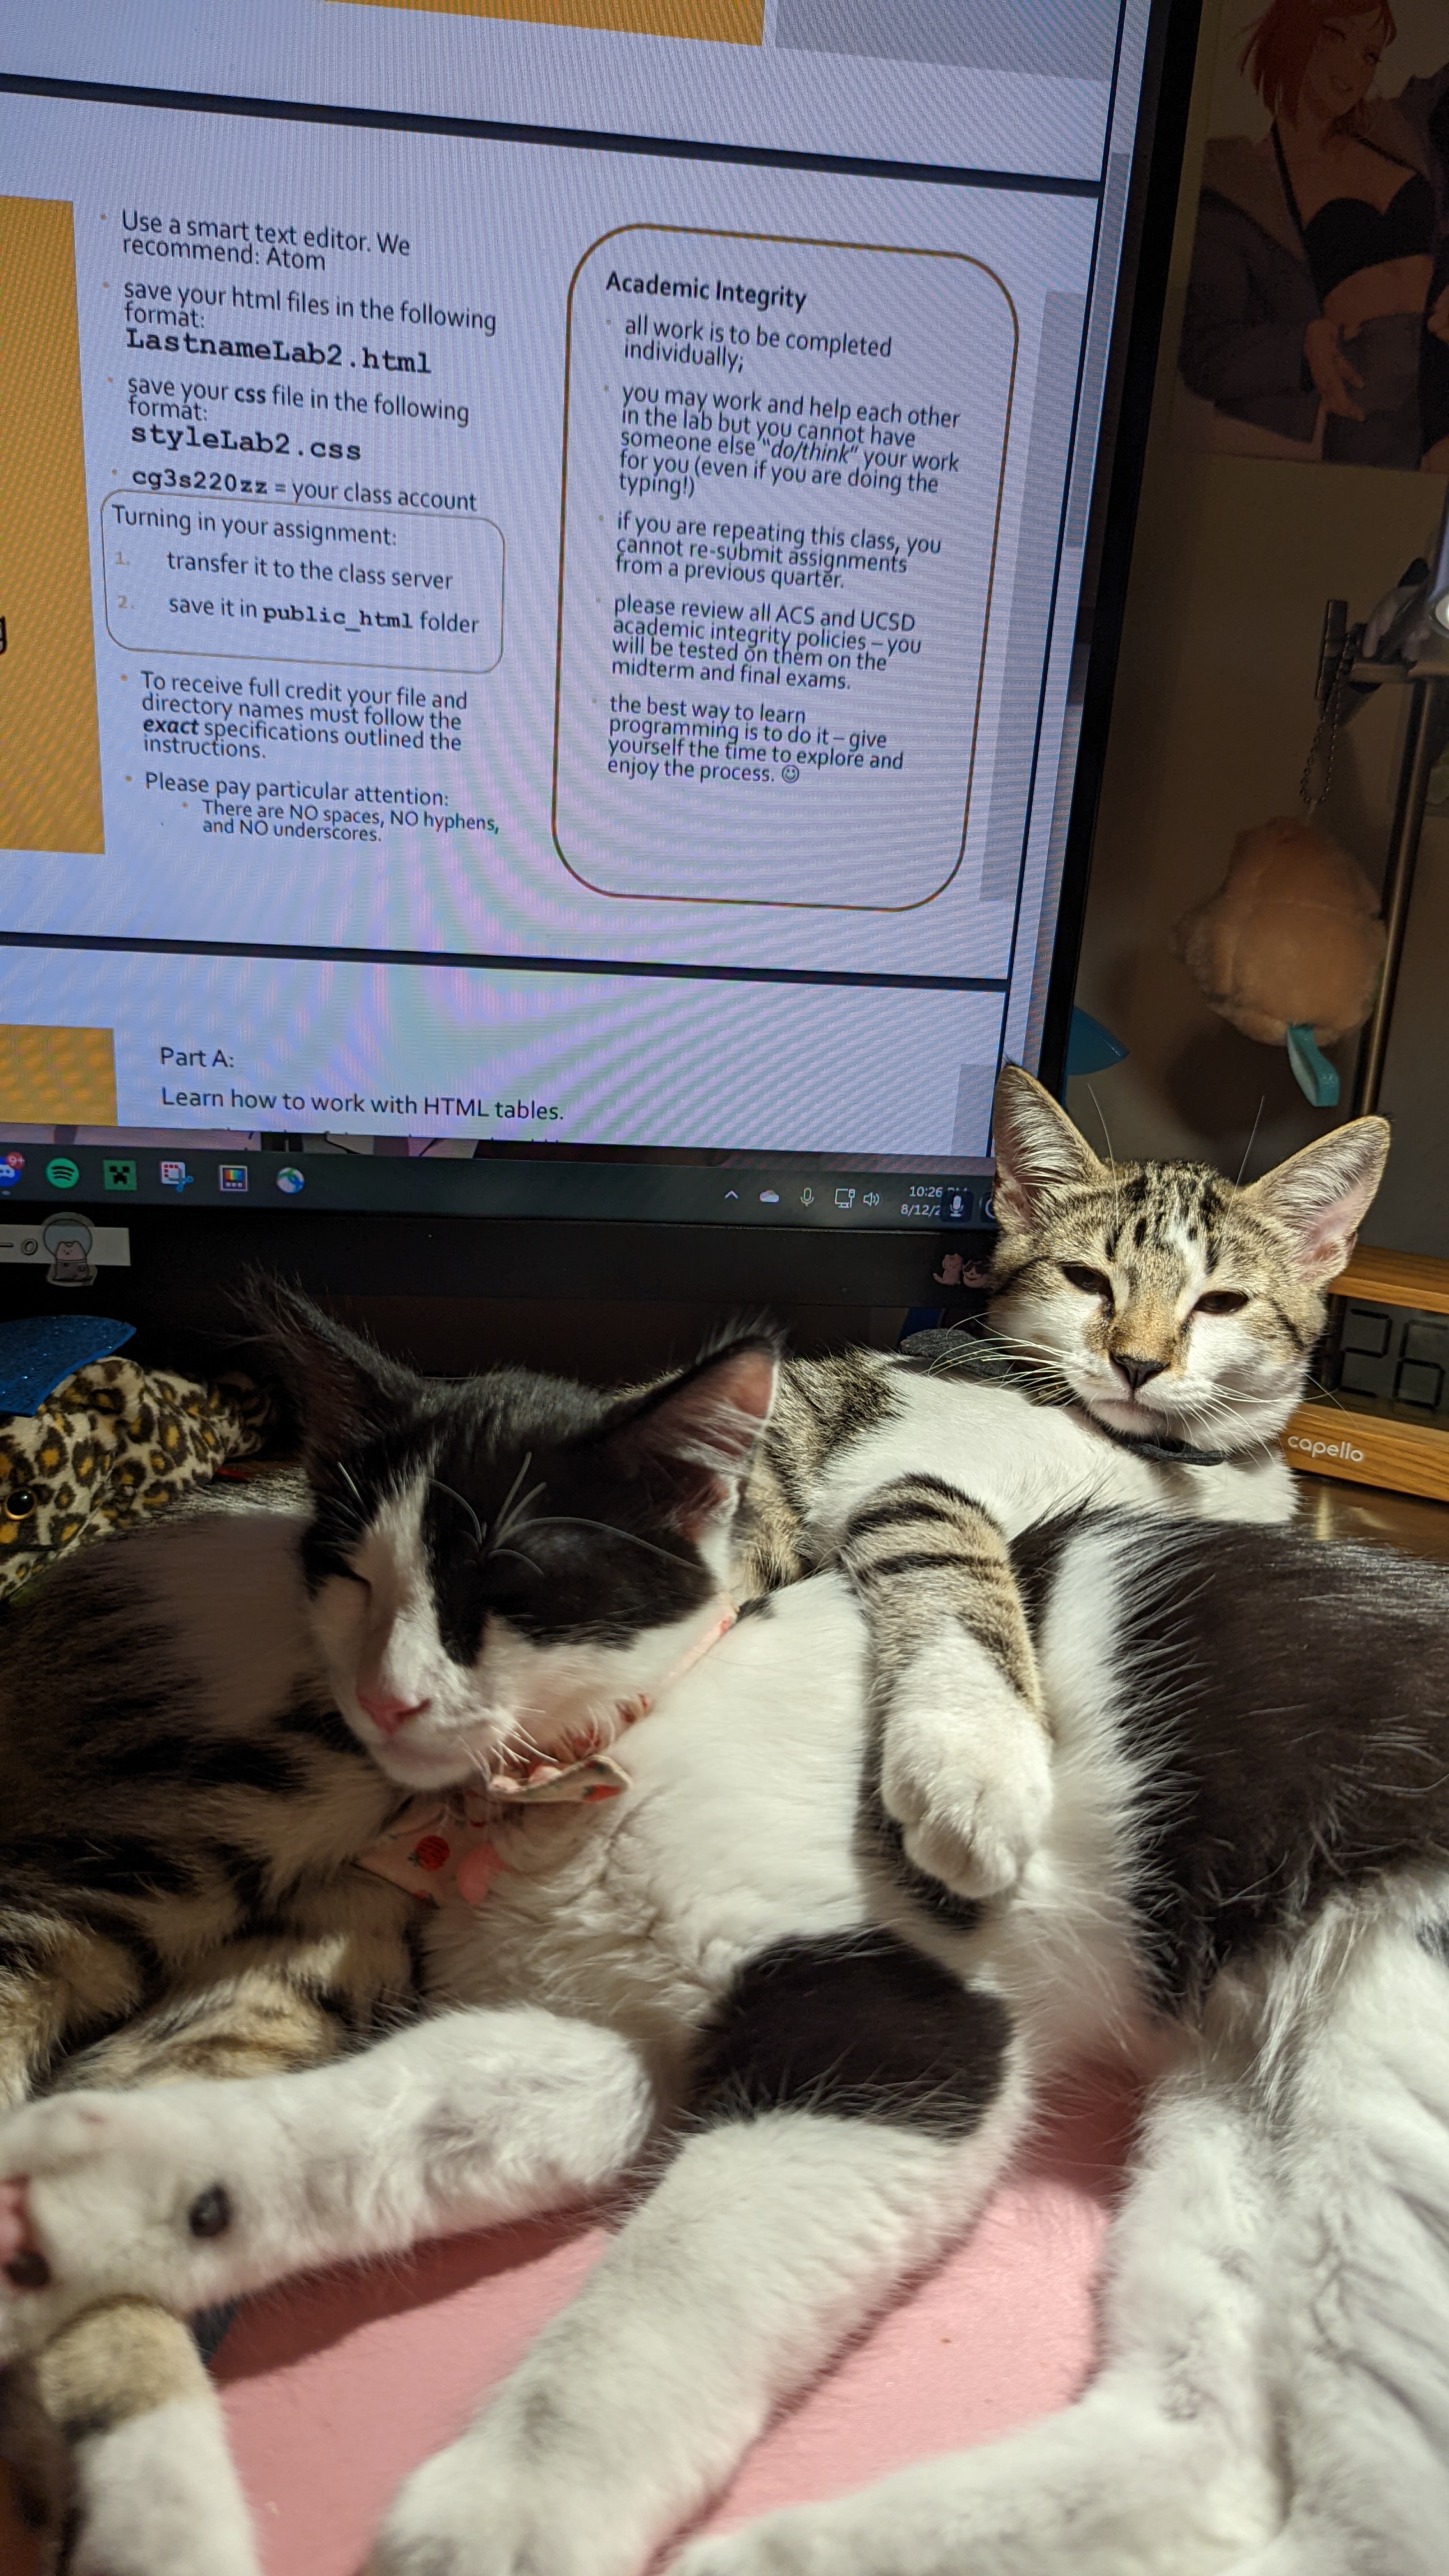 Use a smart text editor. We
recommend: Atom
save your html files in the following
format:
LastnameLab2.html
save your css file in the following
format:
styleLab2.css
cg3s220zz = your class account
Turning in your assignment:
1. transfer it to the class server
2. save it in public_html folder
To receive full credit your file and
directory names must follow the
exact specifications outlined the
instructions.
Please pay particular attention:
There are NO spaces, NO hyphens,
and NO underscores.
Academic Integrity
all work is to be completed
individually;
you may work and help each other
in the lab but you cannot have
someone else "do/think" your work
for you (even if you are doing the
typing!)
if you are repeating this class, you
cannot re-submit assignments
from a previous quarter.
please review all ACS and UCSD
academic integrity policies – you
will be tested on them on the
midterm and final exams.
the best way to learn
programming is to do it – give
yourself the time to explore and
enjoy the process. ☺
Part A:
Learn how to work with HTML tables.
9+
10:26
8/12/2
capello